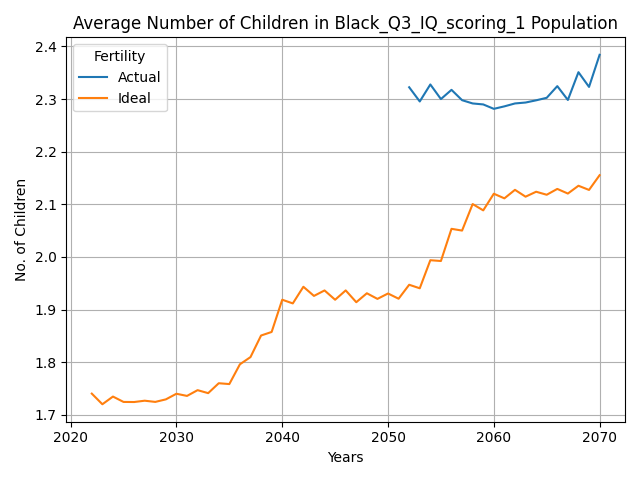 Average Number of Children in Black_Q3_IQ_scoring_1 Population
Fertility
Actual
Ideal
No. of Children
2.4
2.3
2.2
2.1
2.0
1.9
1.8
1.7
2020 2030 2040 2050 2060 2070
Years